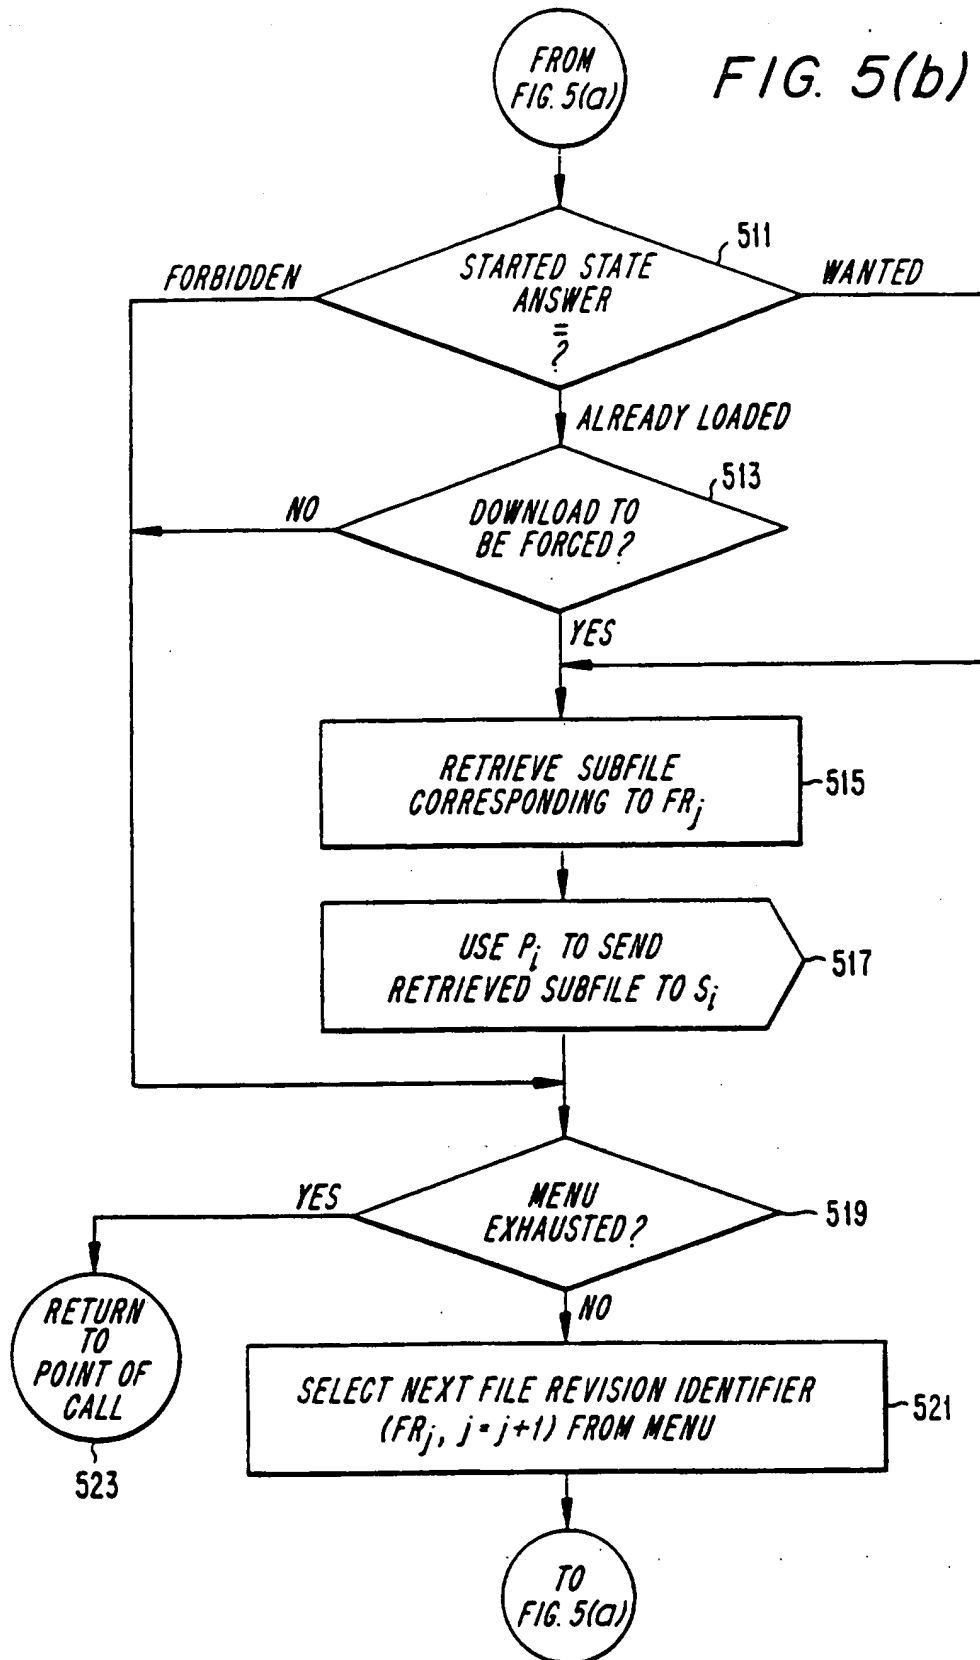 FROM
FIG. 5(a)
FIG. 5(b)
511
STARTED STATE
ANSWER
=
?
FORBIDDEN
WANTED
ALREADY LOADED
513
DOWNLOAD TO
BE FORCED?
NO
YES
RETRIEVE SUBFILE
CORRESPONDING TO FRj
515
USE Pi TO SEND
RETRIEVED SUBFILE TO Si
517
MENU
EXHAUSTED?
519
YES
NO
RETURN
TO
POINT OF
CALL
523
SELECT NEXT FILE REVISION IDENTIFIER
(FRj, j=j+1) FROM MENU
521
TO
FIG. 5(a)